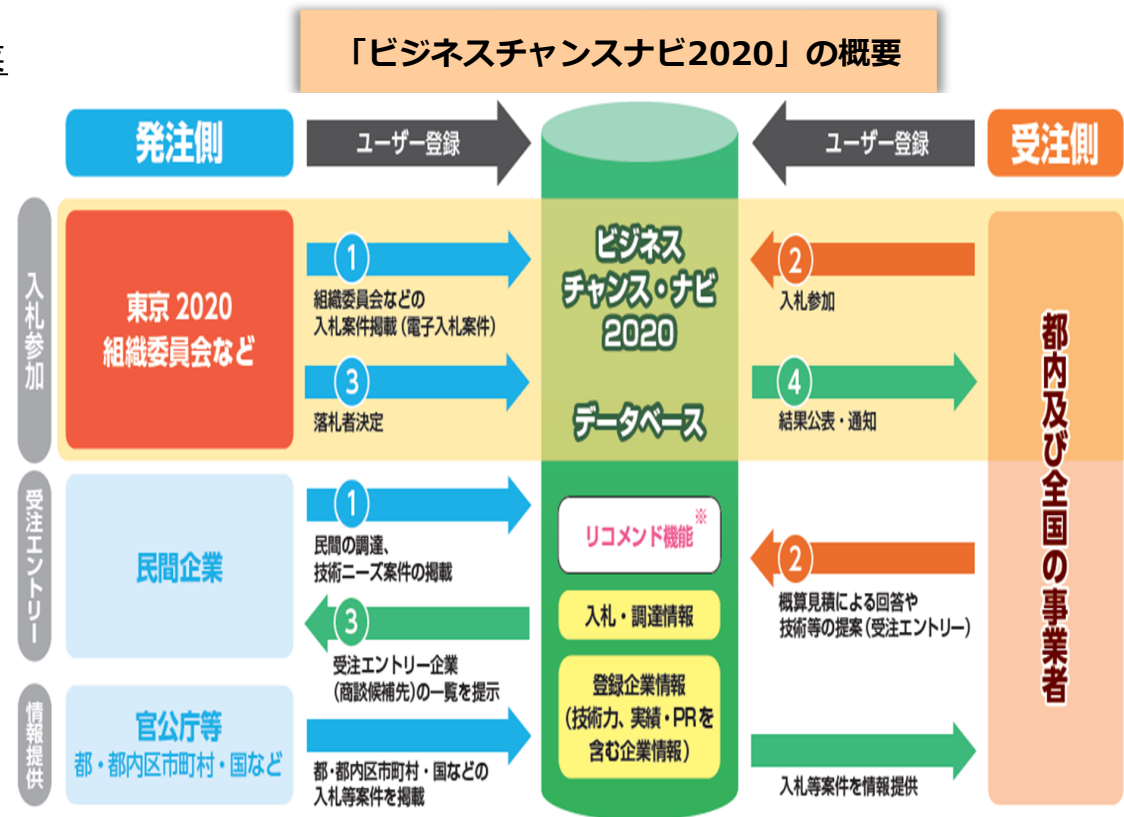 「ビジネスチャンスナビ2020」の概要
発注側
ユーザー登録
ユーザー登録
受注側
入札参加
東京 2020
組織委員会など
1
組織委員会などの
入札案件掲載（電子入札案件）
3
落札者決定
ビジネス
チャンス・ナビ
2020
データベース
2
入札参加
4
結果公表・通知
都内及び全国の事業者
受注エントリー
民間企業
1
民間の調達、
技術ニーズ案件の掲載
3
受注エントリー企業
（商談候補先）の一覧を提示
リコメンド機能※
入札・調達情報
登録企業情報
（技術力、実績・PRを
含む企業情報）
2
概算見積による回答や
技術等の提案（受注エントリー）
情報提供
官公庁等
都・都内区市町村・国など
都・都内区市町村・国などの
入札等案件を掲載
入札等案件を情報提供